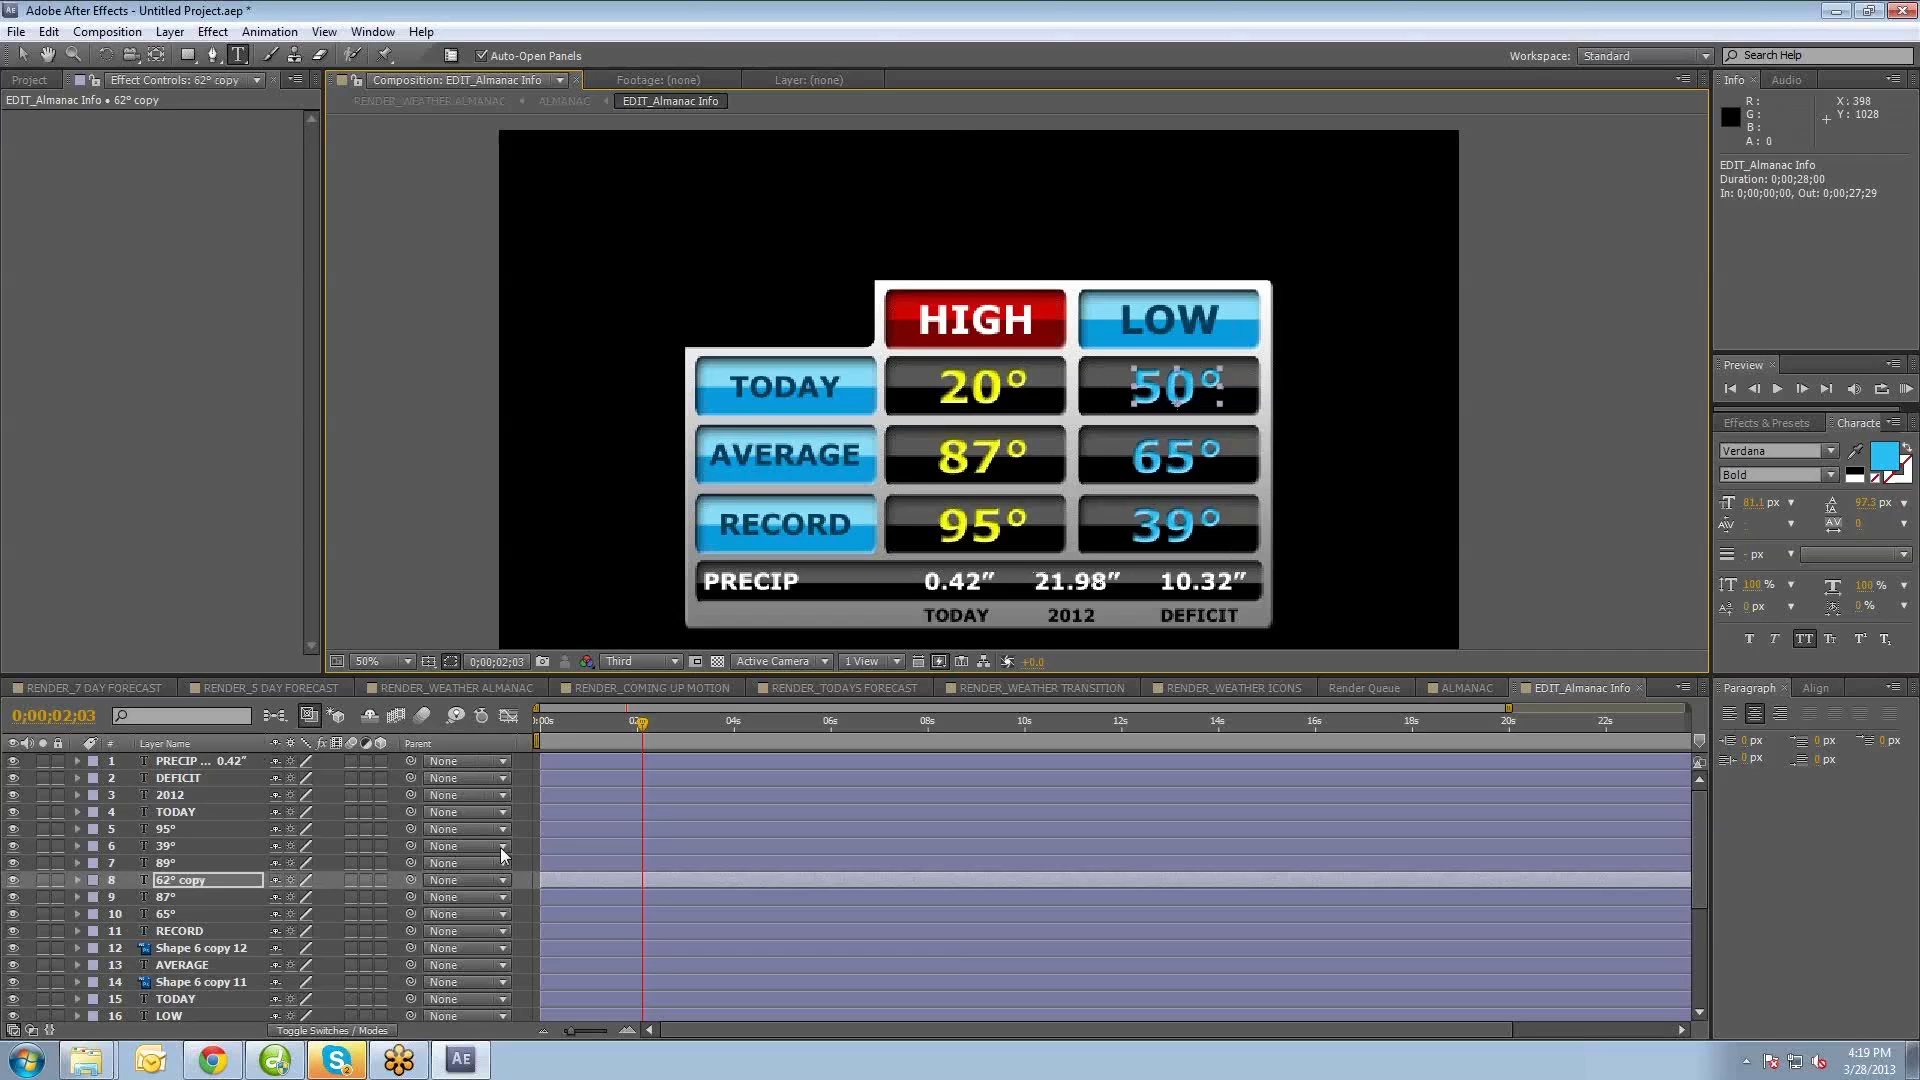 Adobe After Effects - Untitled Project.aep *
File Edit Composition Layer Effect Animation View Window Help
Auto-Open Panels
Workspace: Standard
Search Help
Project Effect Controls: 62° copy
Composition: EDIT_Almanac Info
Footage: (none)
Layer: (none)
Info Audio
EDIT_Almanac Info • 62° copy
RENDER_WEATHER ALMANAC ALMANAC EDIT_Almanac Info
R: X: 398
G: Y: 1028
B:
A: 0
EDIT_Almanac Info
Duration: 0;00;28;00
In: 0;00;00;00, Out: 0;00;27;29
HIGH LOW
TODAY 20° 50°
AVERAGE 87° 65°
RECORD 95° 39°
PRECIP 0.42” 21.98” 10.32”
TODAY 2012 DEFICIT
Preview
Effects & Presets Characte
Verdana
Bold
81.1 px 97.3 px
0
- px
100 % 100 %
0 px 0 %
T T TT Tт T¹ T₁
50% 0;00;02;03 Third Active Camera 1 View +0.0
RENDER_7 DAY FORECAST RENDER_5 DAY FORECAST RENDER_WEATHER ALMANAC RENDER_COMING UP MOTION RENDER_TODAYS FORECAST RENDER_WEATHER TRANSITION RENDER_WEATHER ICONS Render Queue ALMANAC EDIT_Almanac Info
Paragraph Align
0 px 0 px 0 px
0 px 0 px
0;00;02;03
0:00s 02s 04s 06s 08s 10s 12s 14s 16s 18s 20s 22s
# Layer Name Parent
1 PRECIP ... 0.42” None
2 DEFICIT None
3 2012 None
4 TODAY None
5 95° None
6 39° None
7 89° None
8 62° copy None
9 87° None
10 65° None
11 RECORD None
12 Shape 6 copy 12 None
13 AVERAGE None
14 Shape 6 copy 11 None
15 TODAY None
16 LOW None
Toggle Switches / Modes
AE
4:19 PM
3/28/2013